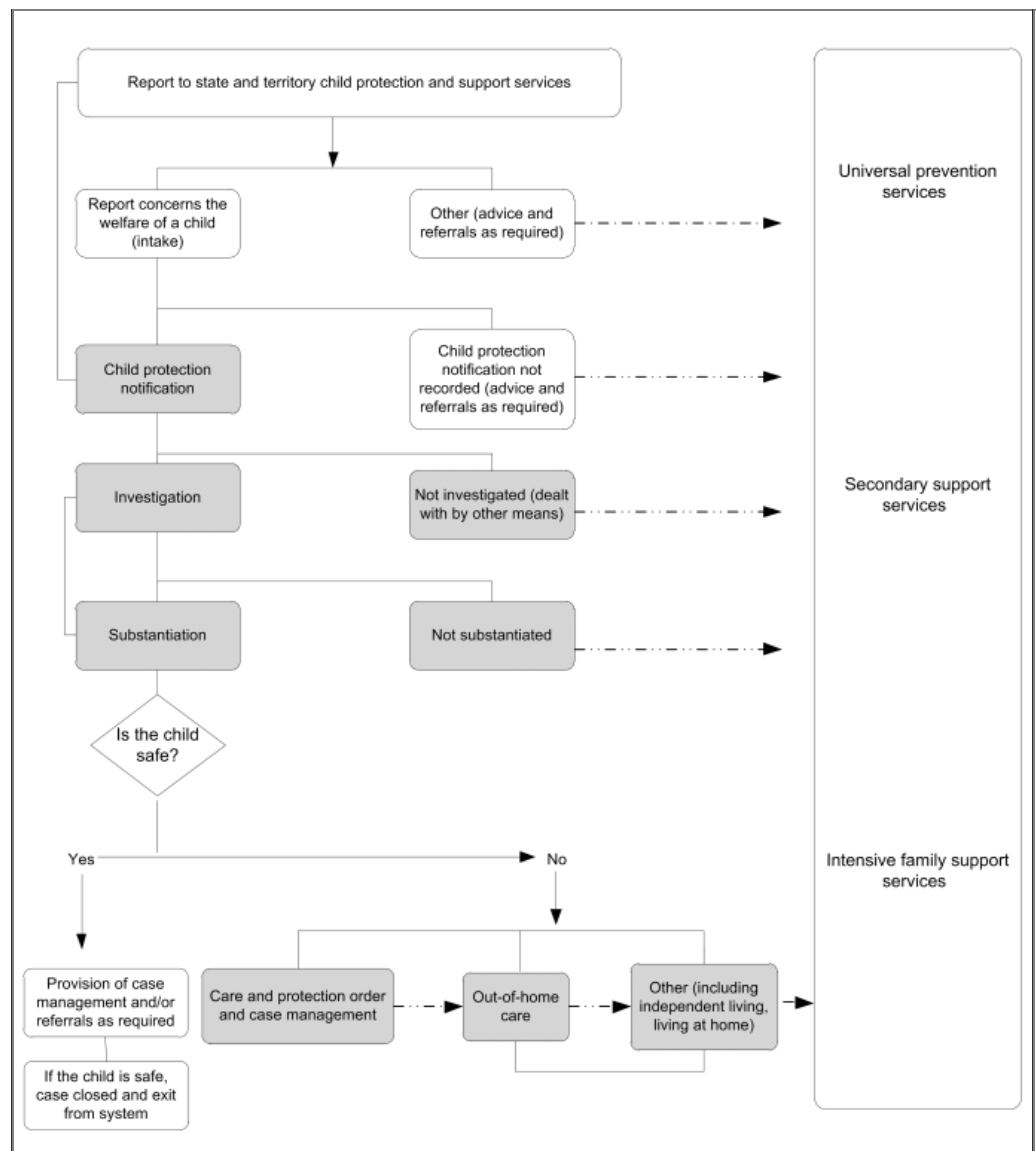 Report to state and territory child protection and support services
Universal prevention
services
Report concerns the
welfare of a child
(intake)
Other (advice and
referrals as required)
Child protection
notification
Child protection
notification not
recorded (advice and
referrals as required)
Investigation
Not investigated (dealt
with by other means)
Secondary support
services
Substantiation
Not substantiated
Is the child
safe?
Yes
No
Intensive family support
services
Provision of case
management and/or
referrals as required
Care and protection order
and case management
Out-of-home
care
Other (including
independent living,
living at home)
If the child is safe,
case closed and exit
from system